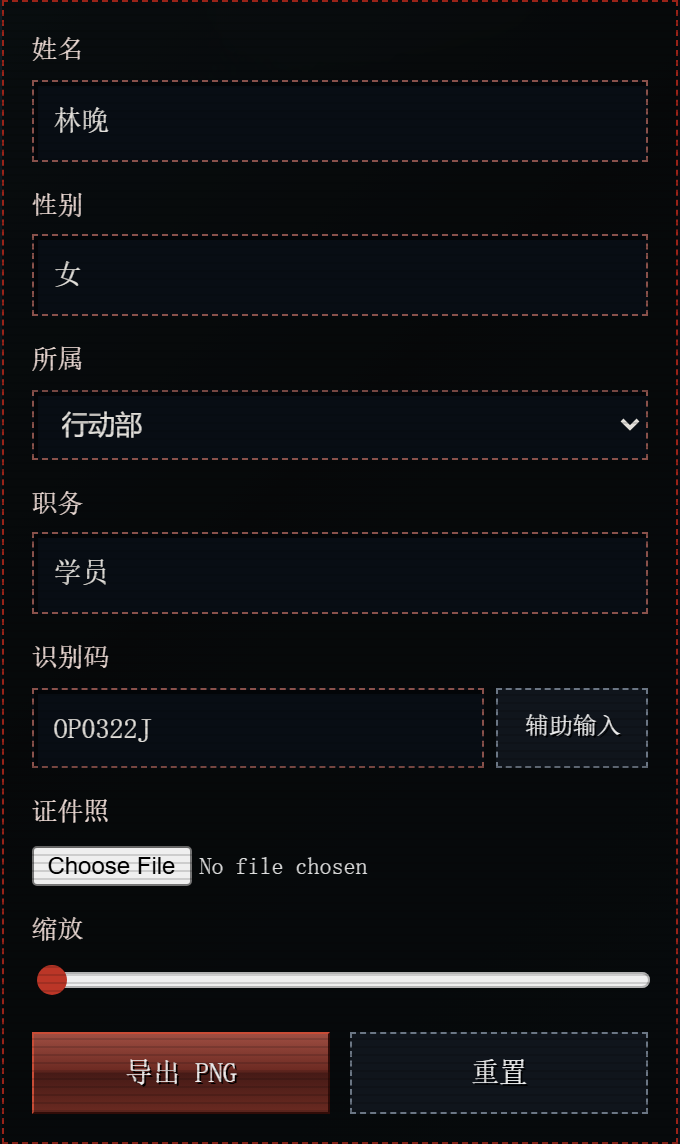 姓名
林晚
性别
女
所属
行动部
职务
学员
识别码
OP0322J
辅助输入
证件照
Choose File No file chosen
缩放
导出 PNG
重置